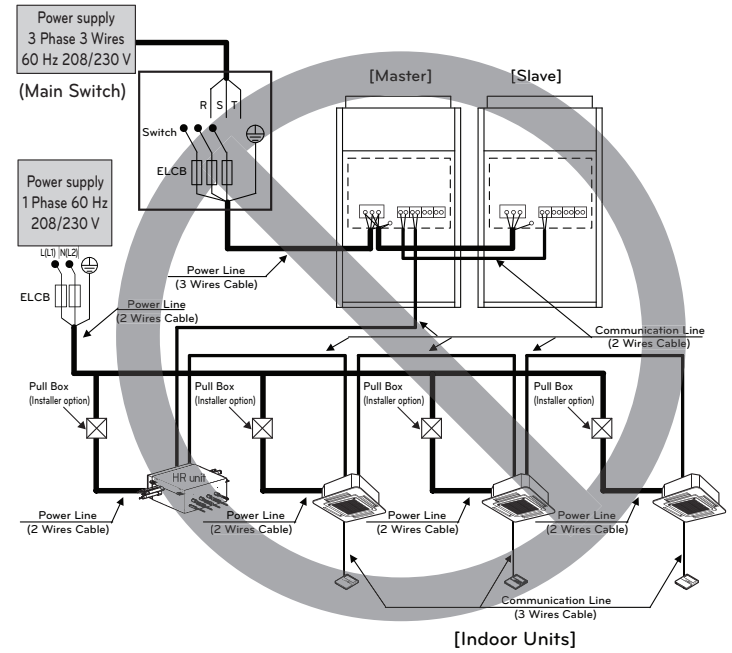 Power supply
3 Phase 3 Wires
60 Hz 208/230 V
(Main Switch)
[Master]
[Slave]
R S T
Switch
ELCB
Power supply
1 Phase 60 Hz
208/230 V
L(L1) N(L2)
ELCB
Power Line
(3 Wires Cable)
Power Line
(2 Wires Cable)
Communication Line
(2 Wires Cable)
Pull Box
(Installer option)
Pull Box
(Installer option)
Pull Box
(Installer option)
Pull Box
(Installer option)
HR unit
Power Line
(2 Wires Cable)
Power Line
(2 Wires Cable)
Power Line
(2 Wires Cable)
Power Line
(2 Wires Cable)
Communication Line
(3 Wires Cable)
[Indoor Units]